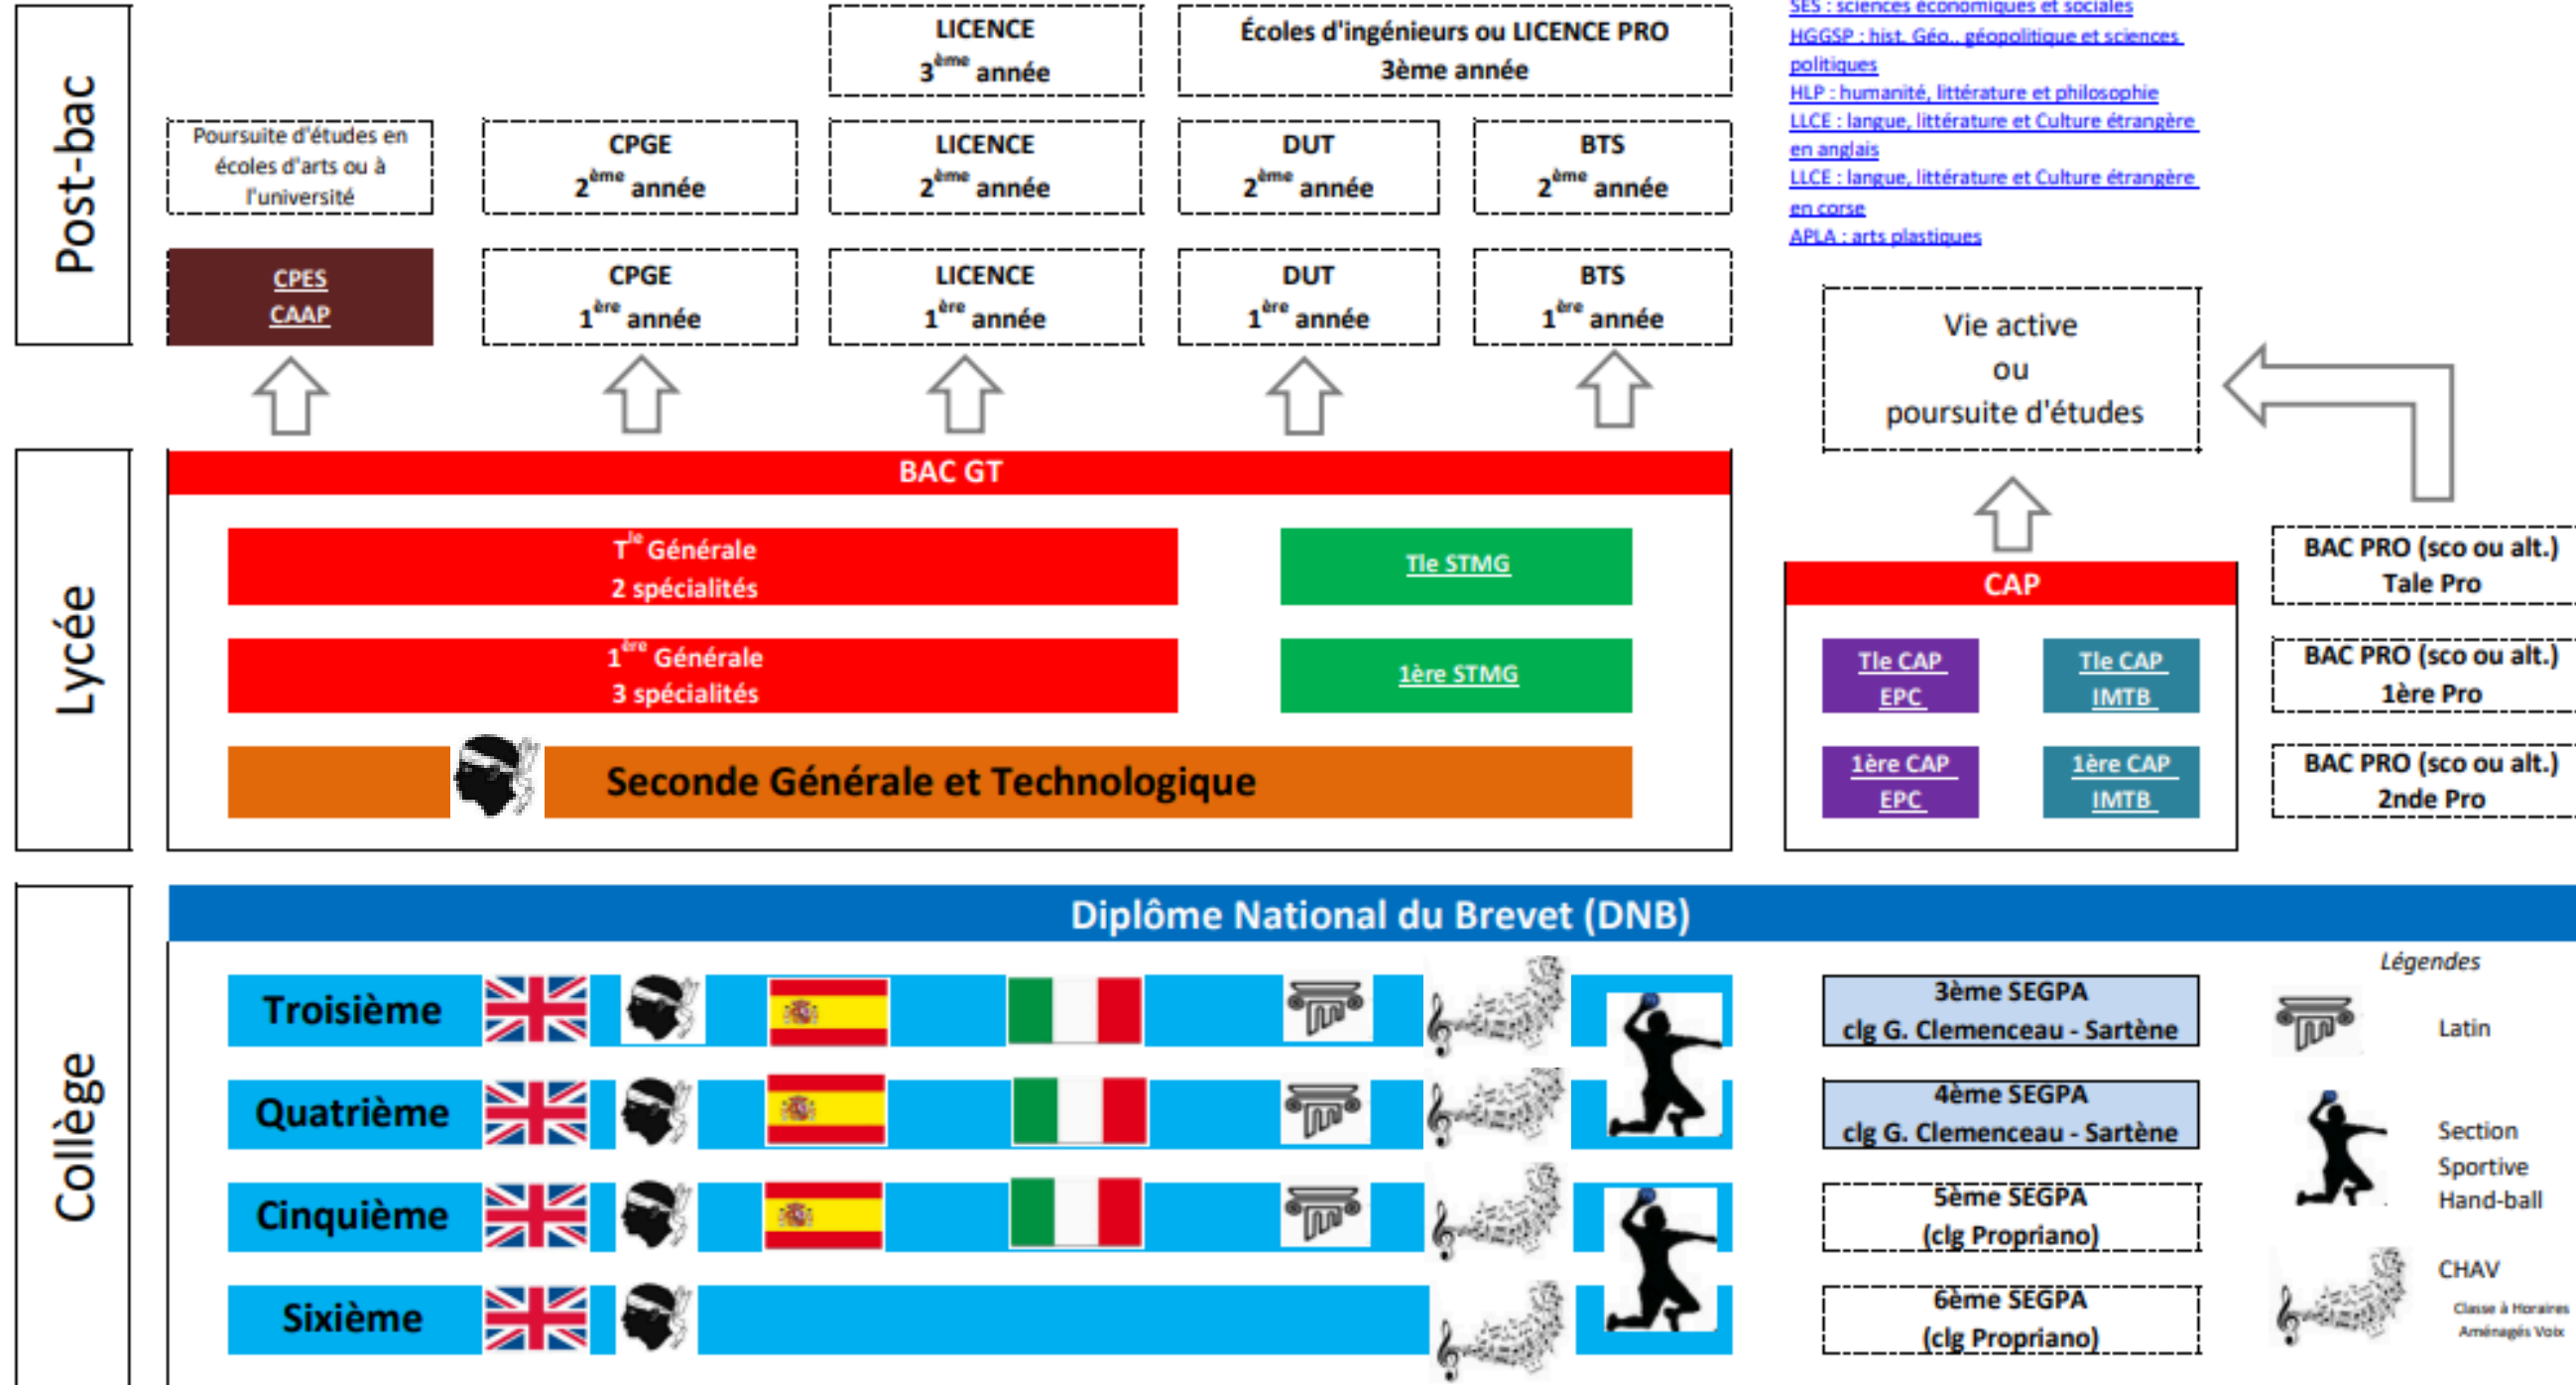 Post-bac
LICENCE
3ème année
Écoles d'ingénieurs ou LICENCE PRO
3ème année
Poursuite d'études en
écoles d'arts ou à
l'université
CPGE
2ème année
LICENCE
2ème année
DUT
2ème année
BTS
2ème année
CPES
CAAP
CPGE
1ère année
LICENCE
1ère année
DUT
1ère année
BTS
1ère année
SES : sciences économiques et sociales
HGGSP : hist. Géo., géopolitique et sciences
politiques
HLP : humanité, littérature et philosophie
LLCE : langue, littérature et Culture étrangère
en anglais
LLCE : langue, littérature et Culture étrangère
en corse
APLA : arts plastiques
Vie active
ou
poursuite d'études
Lycée
BAC GT
Tle Générale
2 spécialités
Tle STMG
1ère Générale
3 spécialités
1ère STMG
Seconde Générale et Technologique
CAP
Tle CAP
EPC
Tle CAP
IMTB
1ère CAP
EPC
1ère CAP
IMTB
BAC PRO (sco ou alt.)
Tale Pro
BAC PRO (sco ou alt.)
1ère Pro
BAC PRO (sco ou alt.)
2nde Pro
Collège
Diplôme National du Brevet (DNB)
Troisième
Quatrième
Cinquième
Sixième
3ème SEGPA
clg G. Clemenceau - Sartène
4ème SEGPA
clg G. Clemenceau - Sartène
5ème SEGPA
(clg Propriano)
6ème SEGPA
(clg Propriano)
Légendes
Latin
Section
Sportive
Hand-ball
CHAV
Classe à Horaires
Aménagés Voix